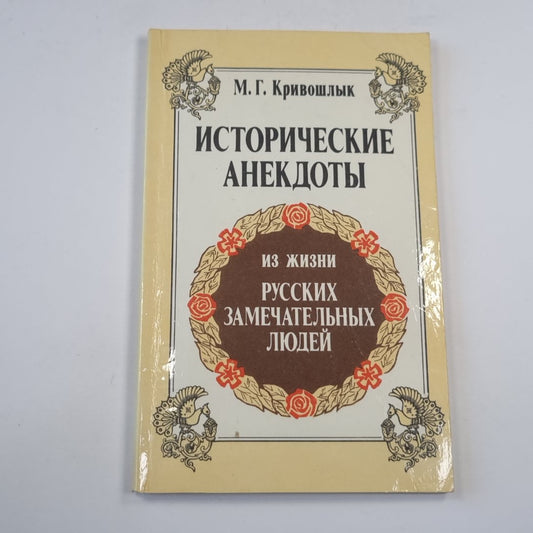 М. Г. Кривошлык
ИСТОРИЧЕСКИЕ
АНЕКДОТЫ
ИЗ ЖИЗНИ
РУССКИХ
ЗАМЕЧАТЕЛЬНЫХ
ЛЮДЕЙ